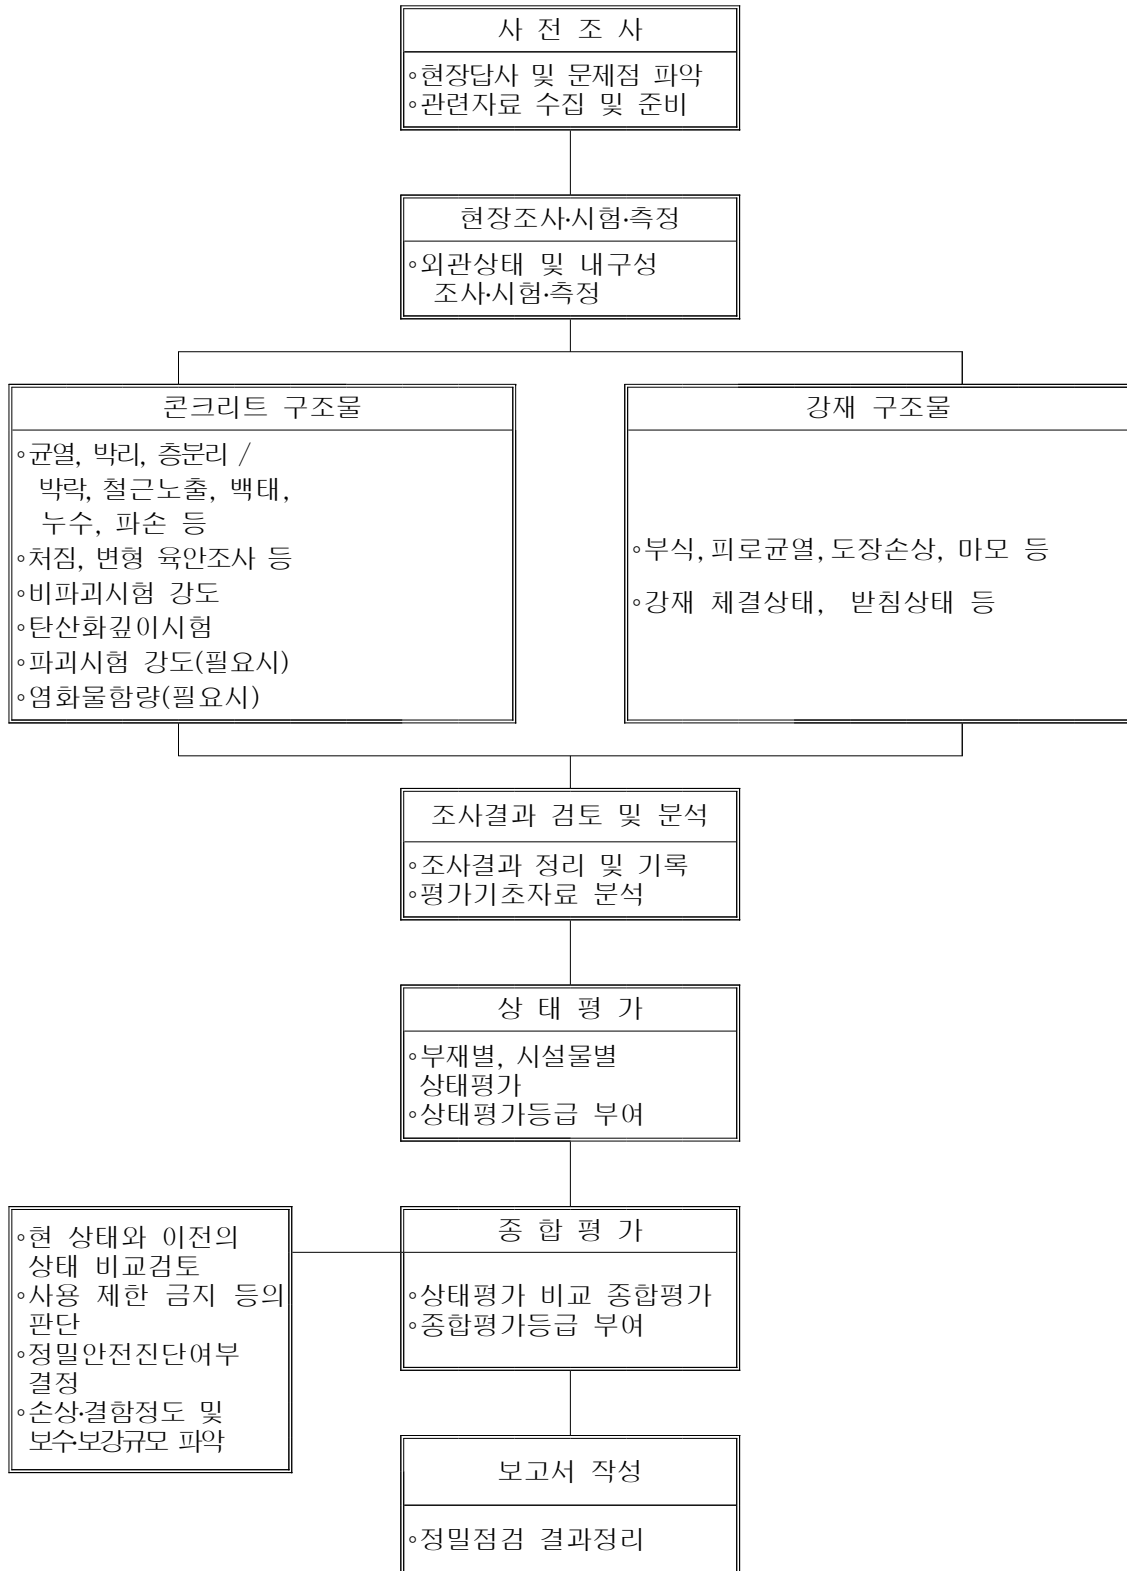 사 전 조 사
◦현장답사 및 문제점 파악
◦관련자료 수집 및 준비
현장조사·시험·측정
◦외관상태 및 내구성
조사·시험·측정
콘크리트 구조물
◦균열, 박리, 층분리 /
박락, 철근노출, 백태,
누수, 파손 등
◦처짐, 변형 육안조사 등
◦비파괴시험 강도
◦탄산화깊이시험
◦파괴시험 강도(필요시)
◦염화물함량(필요시)
강재 구조물
◦부식, 피로균열, 도장손상, 마모 등
◦강재 체결상태, 받침상태 등
조사결과 검토 및 분석
◦조사결과 정리 및 기록
◦평가기초자료 분석
상 태 평 가
◦부재별, 시설물별
상태평가
◦상태평가등급 부여
◦현 상태와 이전의
상태 비교검토
◦사용 제한 금지 등의
판단
◦정밀안전진단여부
결정
◦손상·결함정도 및
보수·보강규모 파악
종 합 평 가
◦상태평가 비교 종합평가
◦종합평가등급 부여
보고서 작성
◦정밀점검 결과정리